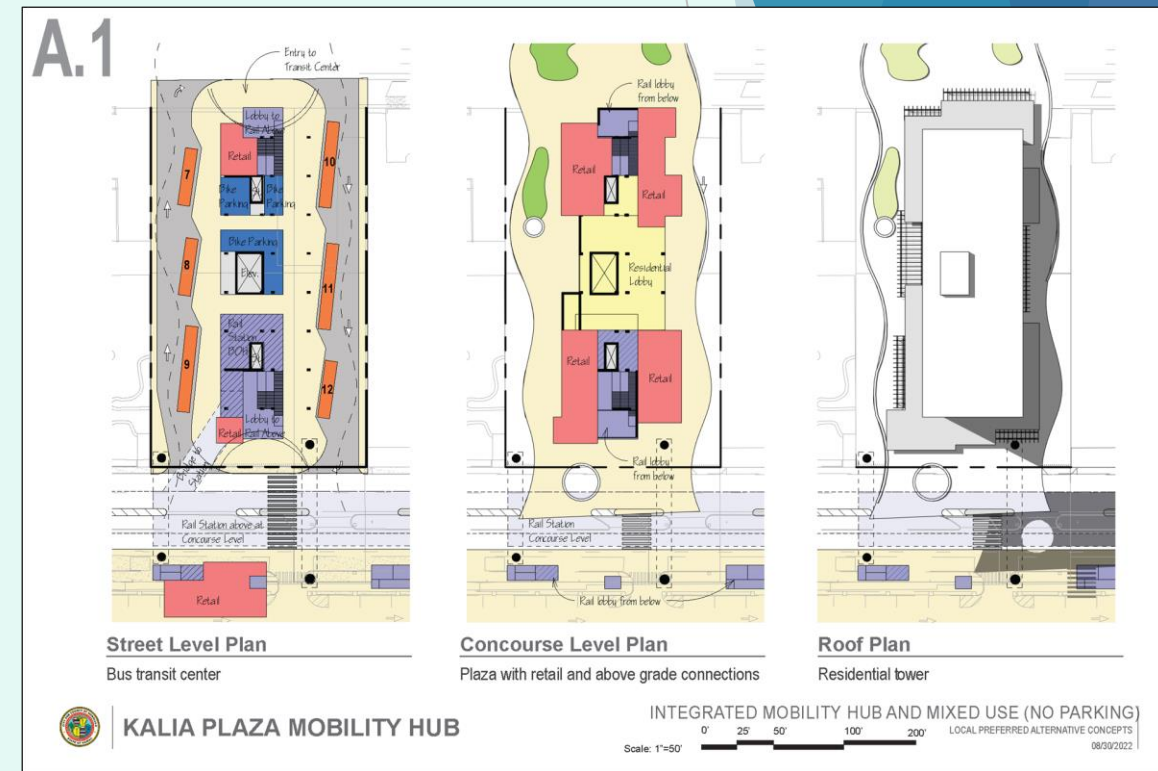 A.1
Entry to
Transit Center
Lobby to
Rail Above
Retail
Bike
Parking
Bike
Parking
Bike Parking
Elev.
Rail
Station
BOH
Lobby to
Rail Above
Retail
Bridge to
Station
7
8
9
10
11
12
Rail Station above at
Concourse Level
Retail
Street Level Plan
Bus transit center
Rail lobby
from below
Retail
Retail
Residential
Lobby
Retail
Retail
Rail lobby
from below
Rail Station
Concourse Level
Rail lobby from below
Concourse Level Plan
Plaza with retail and above grade connections
Roof Plan
Residential tower
KALIA PLAZA MOBILITY HUB
INTEGRATED MOBILITY HUB AND MIXED USE (NO PARKING)
LOCAL PREFERRED ALTERNATIVE CONCEPTS
08/30/2022
Scale: 1"=50'
0' 25' 50' 100' 200'